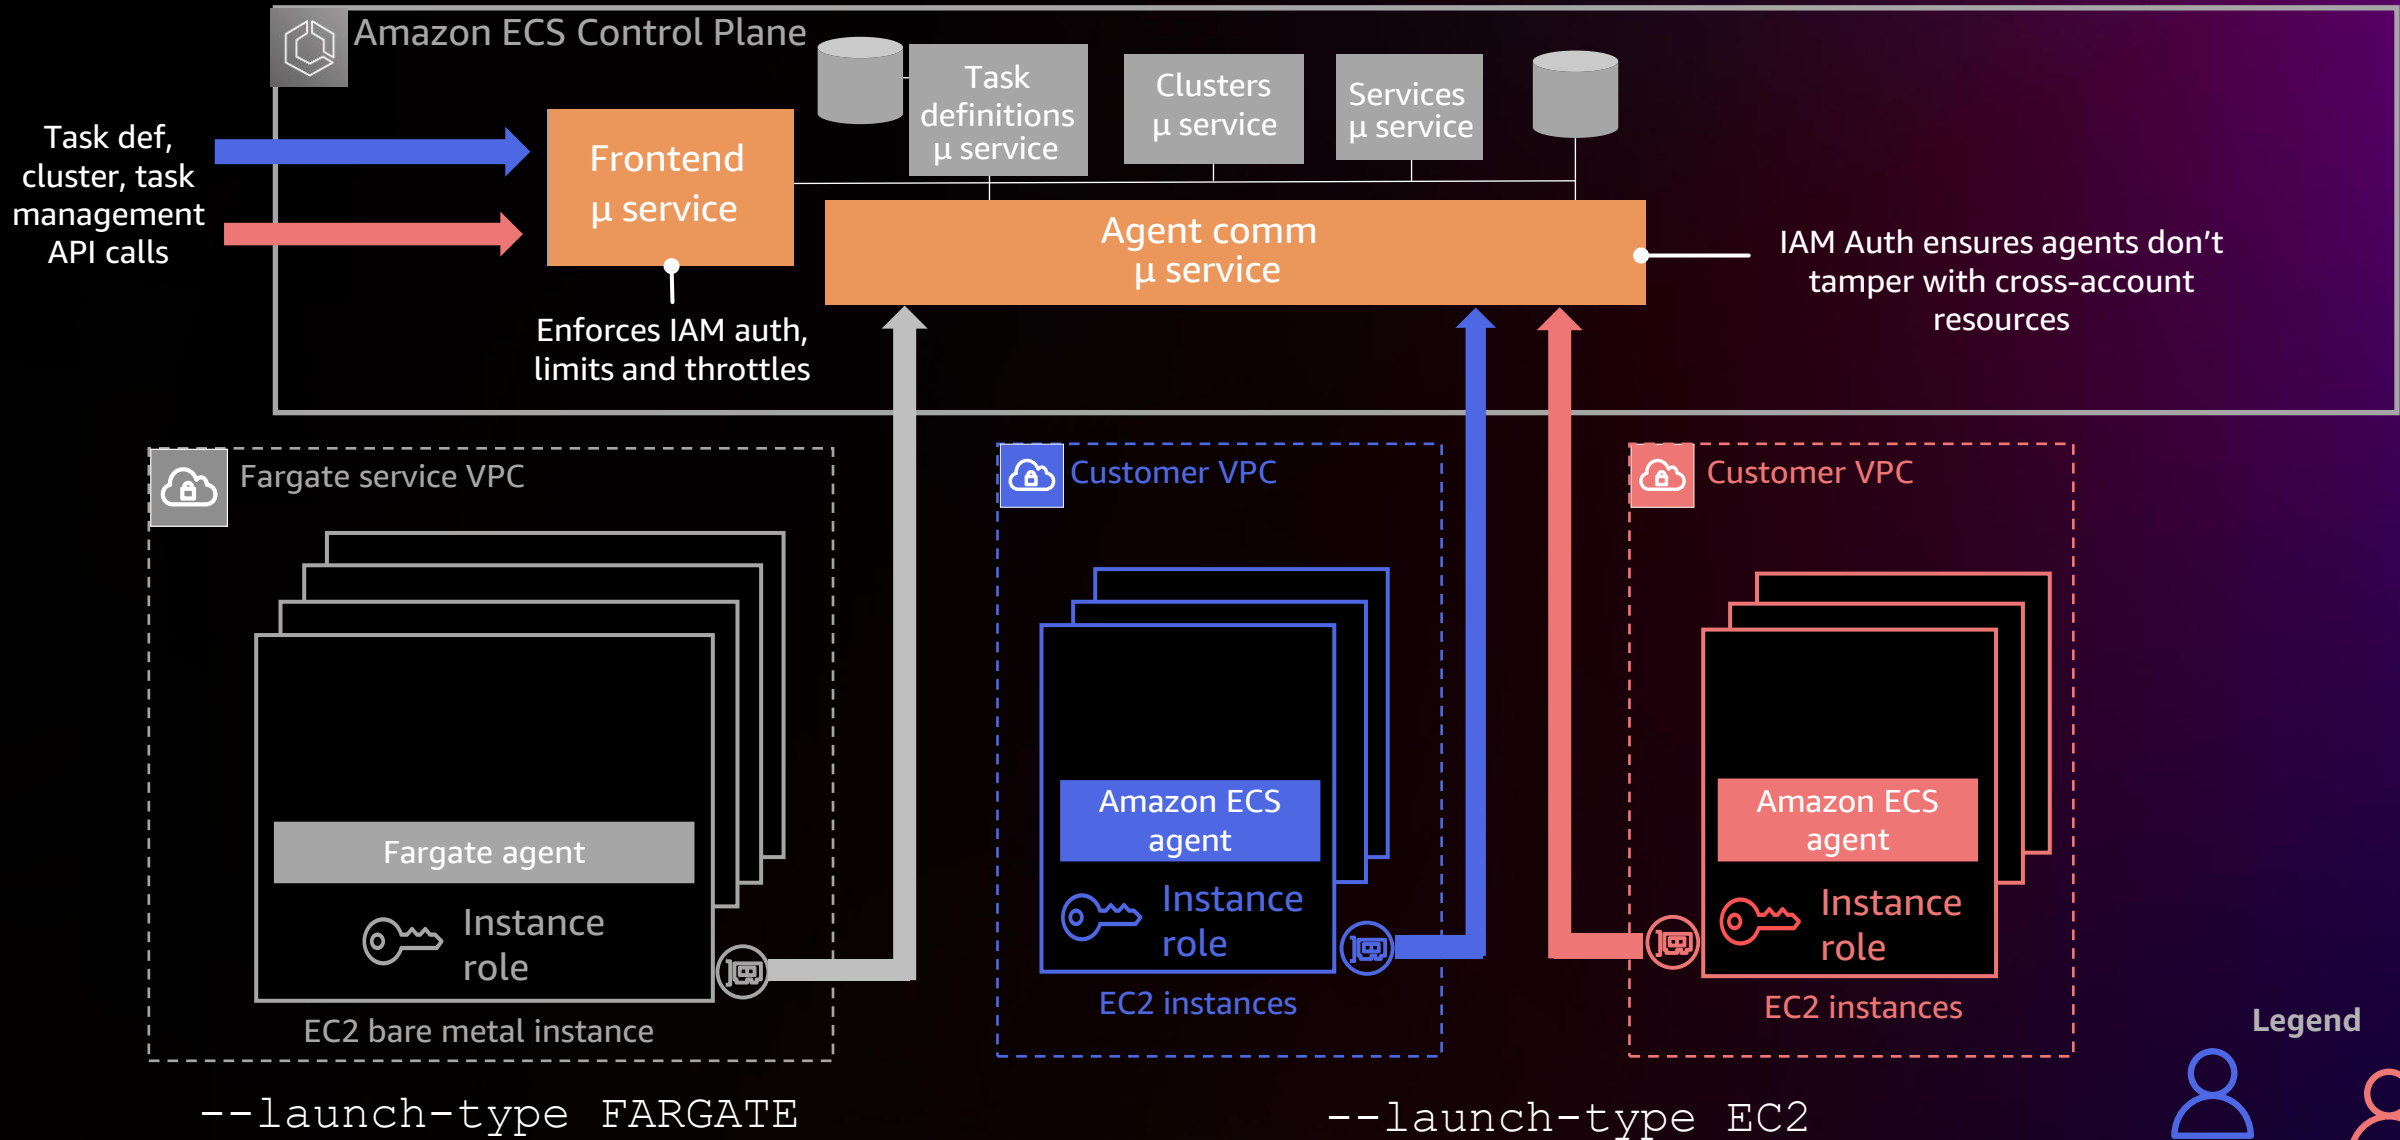 Amazon ECS Control Plane
Task def,
cluster, task
management
API calls
Frontend
μ service
Task
definitions
μ service
Clusters
μ service
Services
μ service
Agent comm
μ service
IAM Auth ensures agents don’t
tamper with cross-account
resources
Enforces IAM auth,
limits and throttles
Fargate service VPC
Fargate agent
Instance
role
EC2 bare metal instance
Customer VPC
Amazon ECS
agent
Instance
role
EC2 instances
Customer VPC
Amazon ECS
agent
Instance
role
EC2 instances
Legend
--launch-type FARGATE
--launch-type EC2